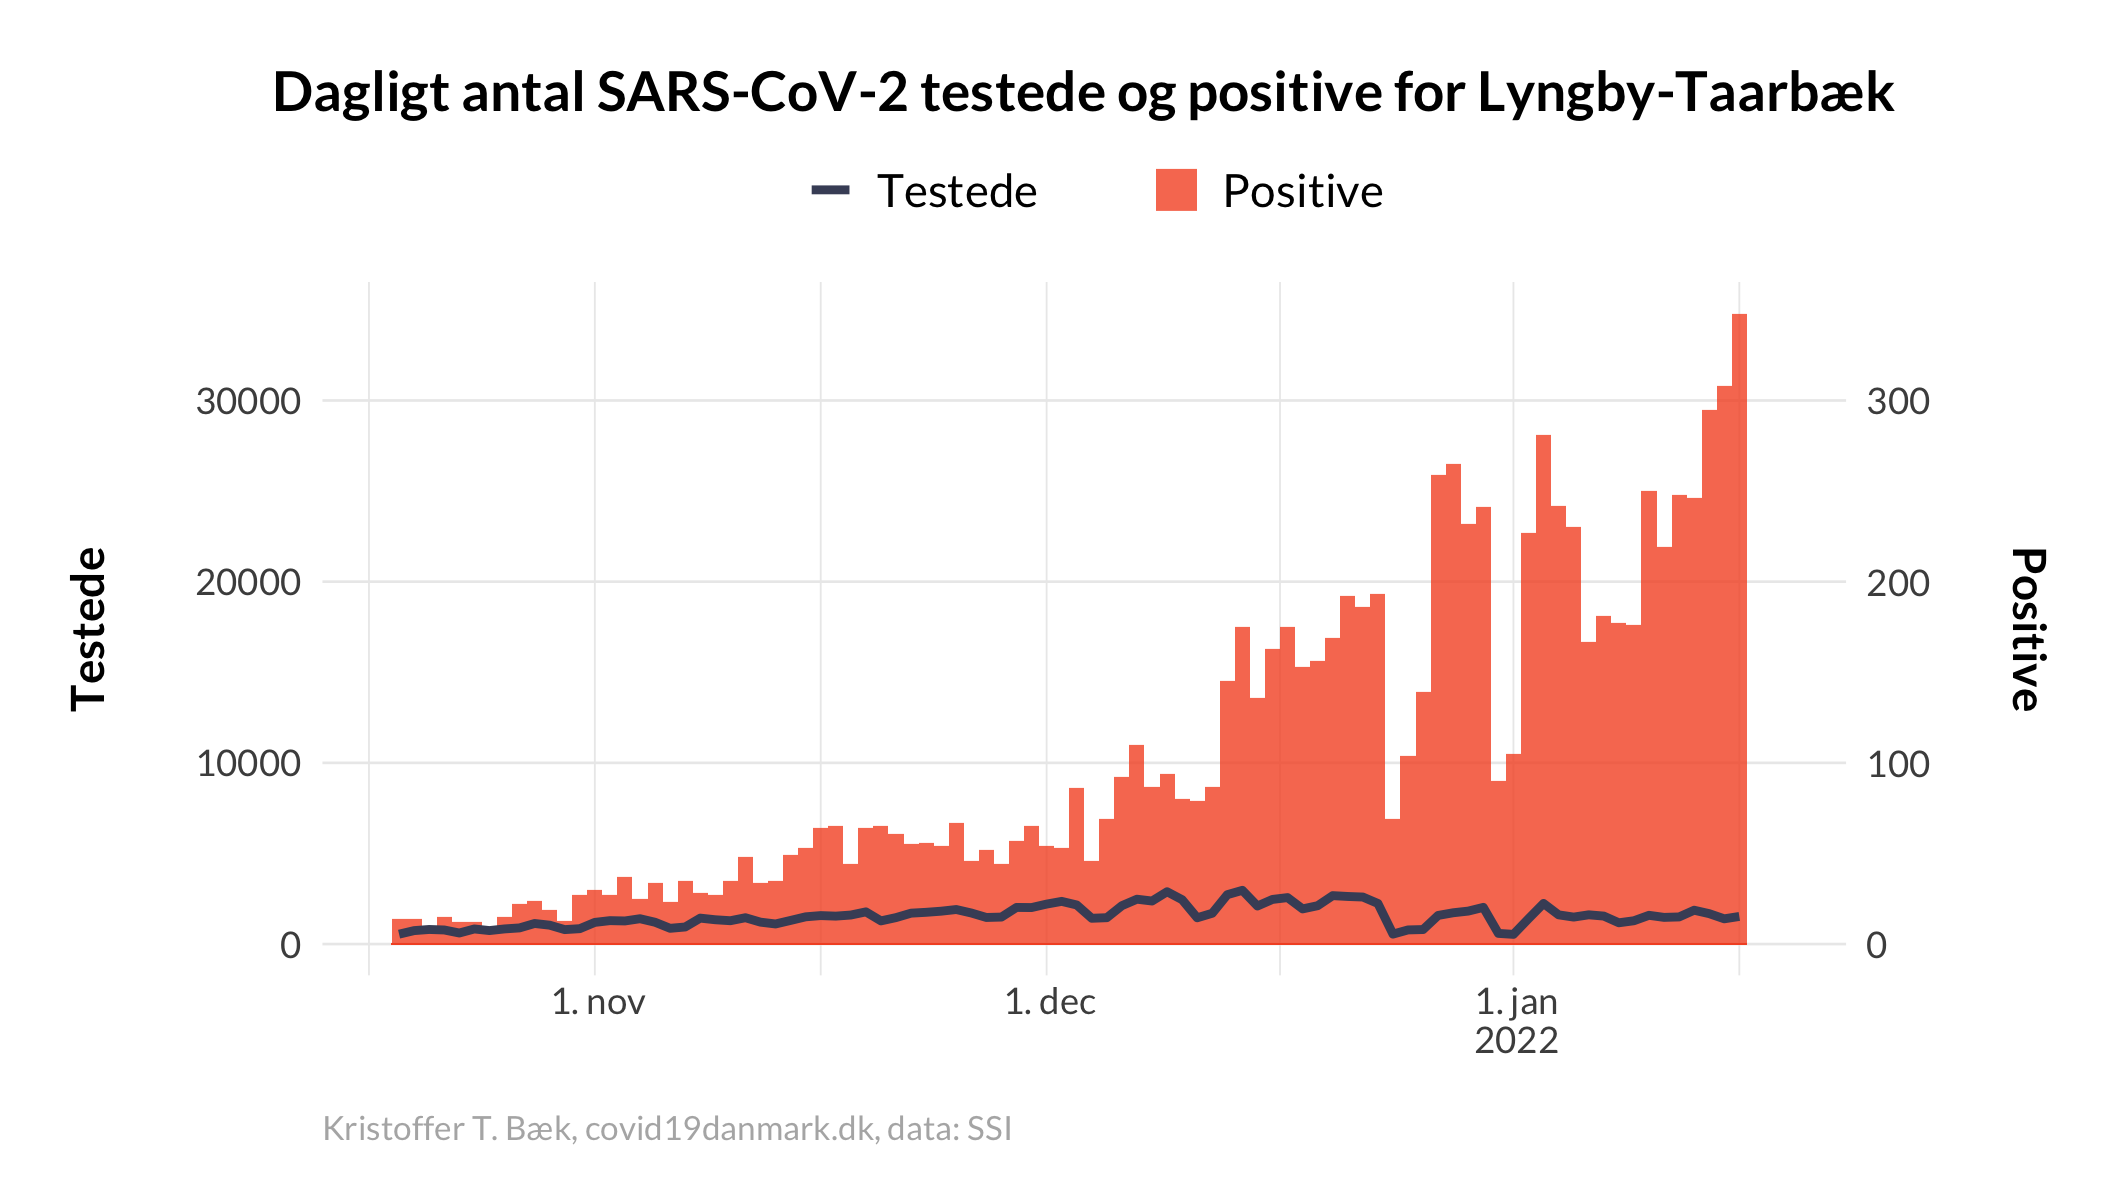 Dagligt antal SARS-CoV-2 testede og positive for Lyngby-Taarbæk
Testede
Positive
30000
20000
10000
0
Testede
300
200
100
0
Positive
1. nov
1. dec
1. jan
2022
Kristoffer T. Bæk, covid19danmark.dk, data: SSI